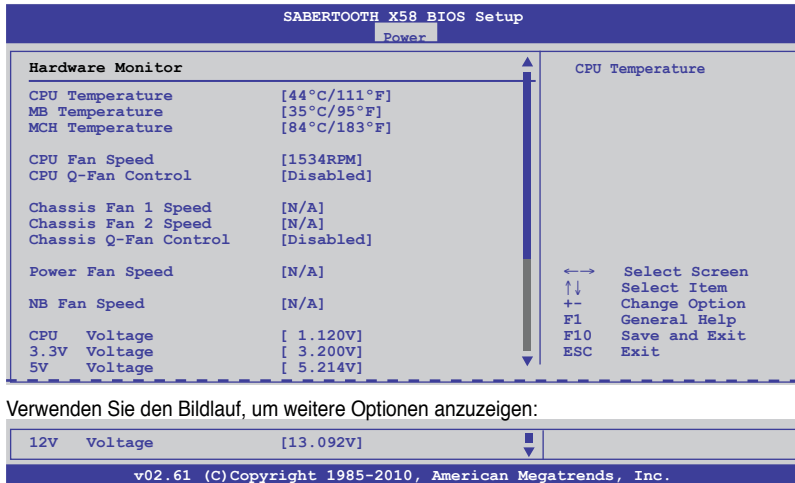 SABERTOOTH X58 BIOS Setup
Power
Hardware Monitor
CPU Temperature [44°C/111°F]
MB Temperature [35°C/95°F]
MCH Temperature [84°C/183°F]
CPU Fan Speed [1534RPM]
CPU Q-Fan Control [Disabled]
Chassis Fan 1 Speed [N/A]
Chassis Fan 2 Speed [N/A]
Chassis Q-Fan Control [Disabled]
Power Fan Speed [N/A]
NB Fan Speed [N/A]
CPU Voltage [ 1.120V]
3.3V Voltage [ 3.200V]
5V Voltage [ 5.214V]
CPU Temperature
←→ Select Screen
↑↓ Select Item
+- Change Option
F1 General Help
F10 Save and Exit
ESC Exit
Verwenden Sie den Bildlauf, um weitere Optionen anzuzeigen:
12V Voltage [13.092V]
v02.61 (C)Copyright 1985-2010, American Megatrends, Inc.